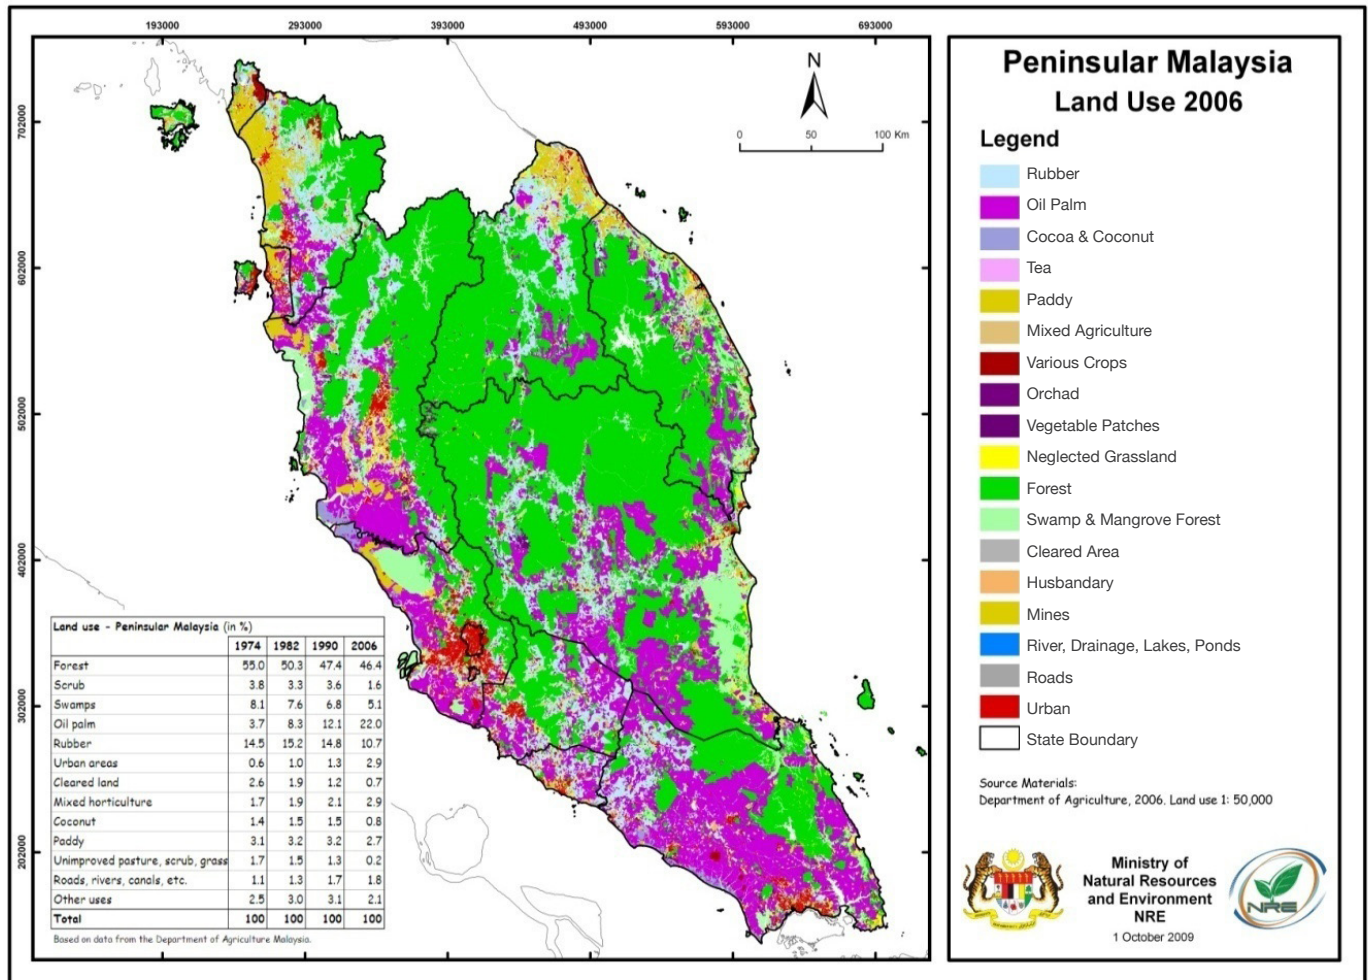 193000 293000 393000 493000 593000 693000
702000
602000
502000
402000
302000
202000
N
0 50 100 Km
Land use - Peninsular Malaysia (in %)
1974 1982 1990 2006
Forest 55.0 50.3 47.4 46.4
Scrub 3.8 3.3 3.6 1.6
Swamps 8.1 7.6 6.8 5.1
Oil palm 3.7 8.3 12.1 22.0
Rubber 14.5 15.2 14.8 10.7
Urban areas 0.6 1.0 1.3 2.9
Cleared land 2.6 1.9 1.2 0.7
Mixed horticulture 1.7 1.9 2.1 2.9
Coconut 1.4 1.5 1.5 0.8
Paddy 3.1 3.2 3.2 2.7
Unimproved pasture, scrub, grass 1.7 1.5 1.3 0.2
Roads, rivers, canals, etc. 1.1 1.3 1.7 1.8
Other uses 2.5 3.0 3.1 2.1
Total 100 100 100 100
Based on data from the Department of Agriculture Malaysia.
Peninsular Malaysia
Land Use 2006
Legend
Rubber
Oil Palm
Cocoa & Coconut
Tea
Paddy
Mixed Agriculture
Various Crops
Orchad
Vegetable Patches
Neglected Grassland
Forest
Swamp & Mangrove Forest
Cleared Area
Husbandary
Mines
River, Drainage, Lakes, Ponds
Roads
Urban
State Boundary
Source Materials:
Department of Agriculture, 2006. Land use 1: 50,000
Ministry of
Natural Resources
and Environment
NRE
1 October 2009
NRE